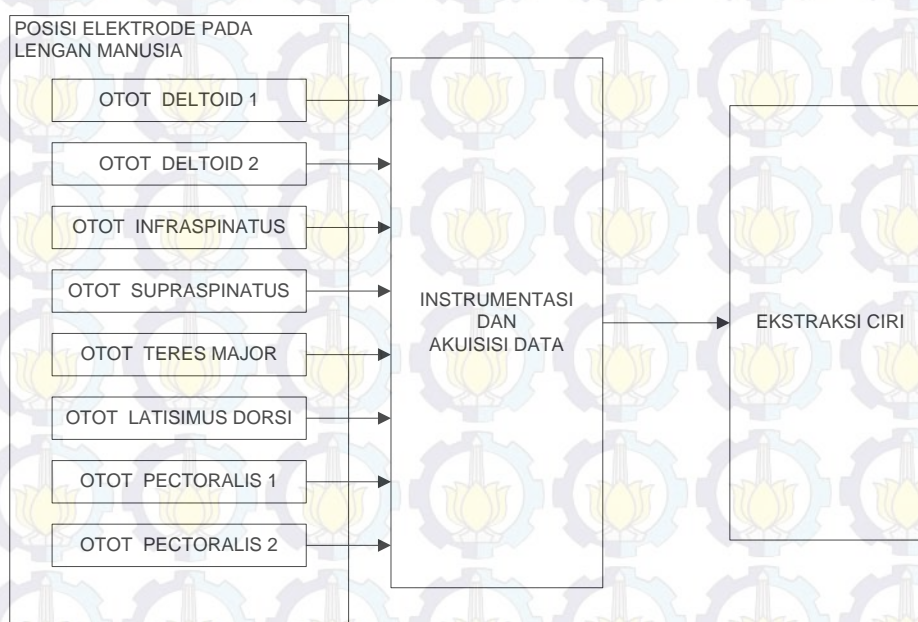 POSISI ELEKTRODE PADA
LENGAN MANUSIA
OTOT DELTOID 1
OTOT DELTOID 2
OTOT INFRASPINATUS
OTOT SUPRASPINATUS
OTOT TERES MAJOR
OTOT LATISIMUS DORSI
OTOT PECTORALIS 1
OTOT PECTORALIS 2
INSTRUMENTASI
DAN
AKUISISI DATA
EKSTRAKSI CIRI